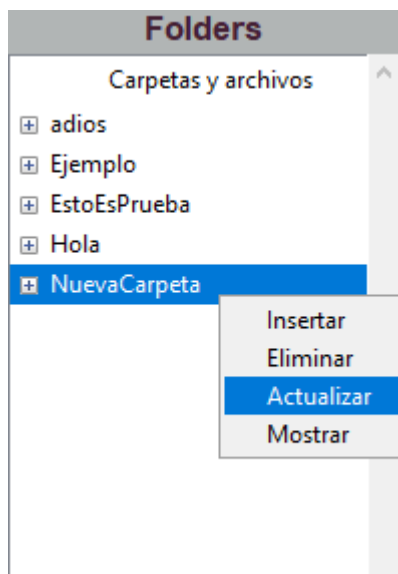 Folders
Carpetas y archivos
adios
Ejemplo
EstoEsPrueba
Hola
NuevaCarpeta
Insertar
Eliminar
Actualizar
Mostrar